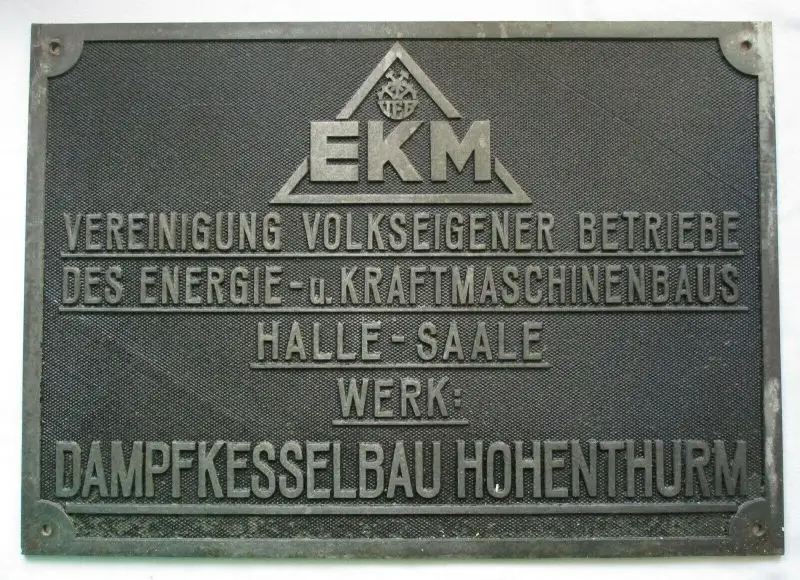 VEB
EKM
VEREINIGUNG VOLKSEIGENER BETRIEBE
DES ENERGIE-u. KRAFTMASCHINENBAUS
HALLE-SAALE
WERK:
DAMPFKESSELBAU HOHENTHURM